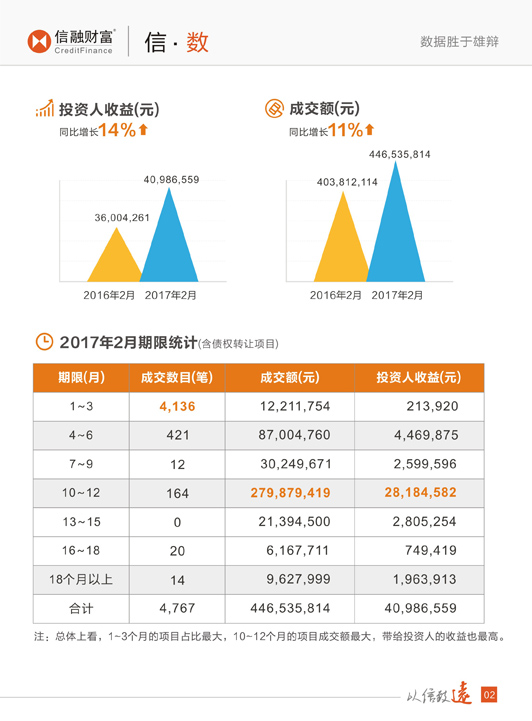 信融财富®
CreditFinance
信·数
数据胜于雄辩
投资人收益(元)
同比增长14%
成交额(元)
同比增长11%
36,004,261
40,986,559
2016年2月 2017年2月
403,812,114
446,535,814
2016年2月 2017年2月
2017年2月期限统计(含债权转让项目)
期限(月) 成交数目(笔) 成交额(元) 投资人收益(元)
1~3 4,136 12,211,754 213,920
4~6 421 87,004,760 4,469,875
7~9 12 30,249,671 2,599,596
10~12 164 279,879,419 28,184,582
13~15 0 21,394,500 2,805,254
16~18 20 6,167,711 749,419
18个月以上 14 9,627,999 1,963,913
合计 4,767 446,535,814 40,986,559
注：总体上看，1~3个月的项目占比最大，10~12个月的项目成交额最大，带给投资人的收益也最高。
以信致远
02